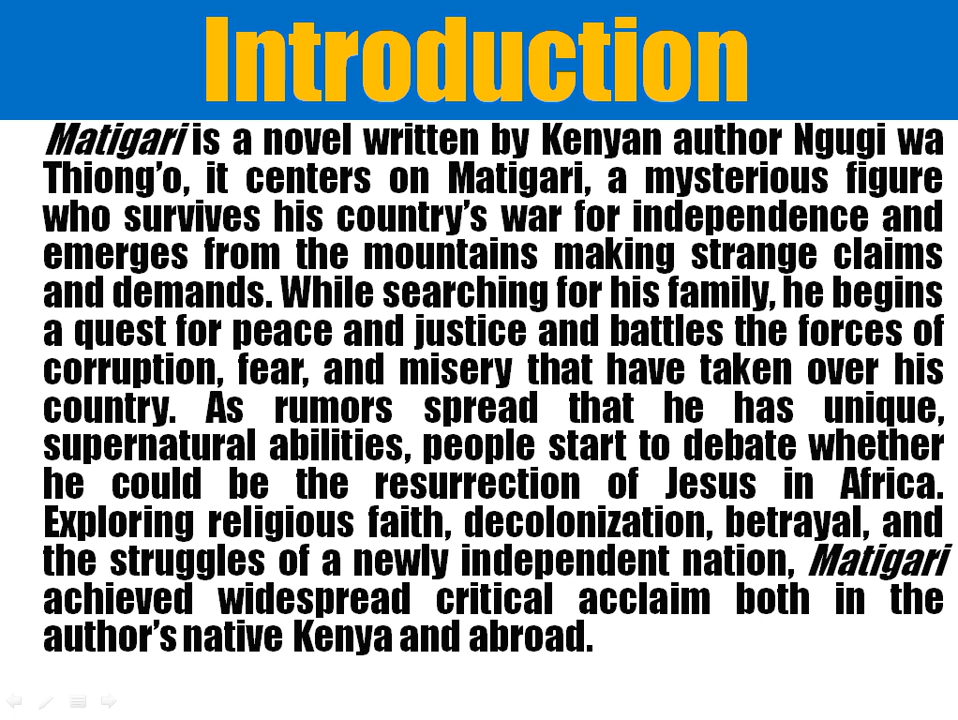 Introduction
Matigari is a novel written by Kenyan author Ngugi wa
Thiong’o, it centers on Matigari, a mysterious figure
who survives his country’s war for independence and
emerges from the mountains making strange claims
and demands. While searching for his family, he begins
a quest for peace and justice and battles the forces of
corruption, fear, and misery that have taken over his
country. As rumors spread that he has unique,
supernatural abilities, people start to debate whether
he could be the resurrection of Jesus in Africa.
Exploring religious faith, decolonization, betrayal, and
the struggles of a newly independent nation, Matigari
achieved widespread critical acclaim both in the
author’s native Kenya and abroad.